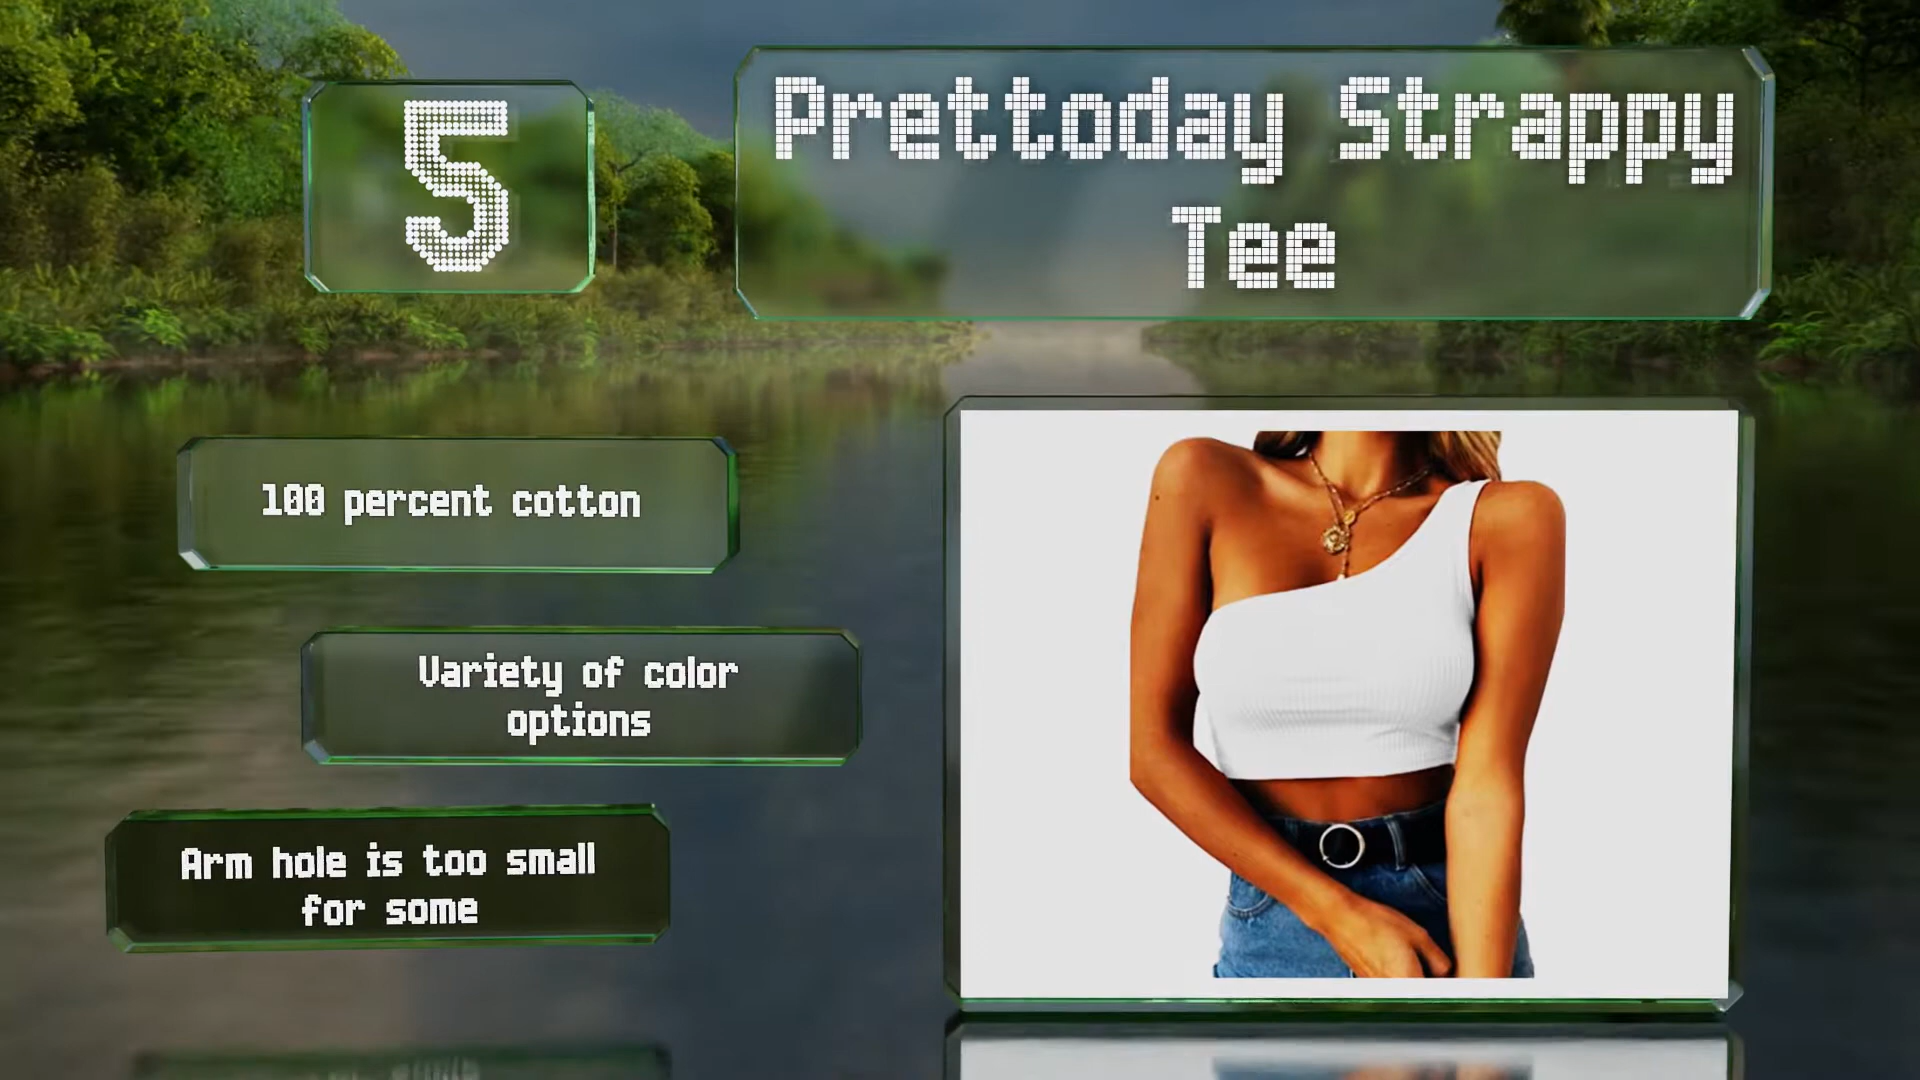 5
Prettoday Strappy
Tee
100 percent cotton
Variety of color
options
Arm hole is too small
for some